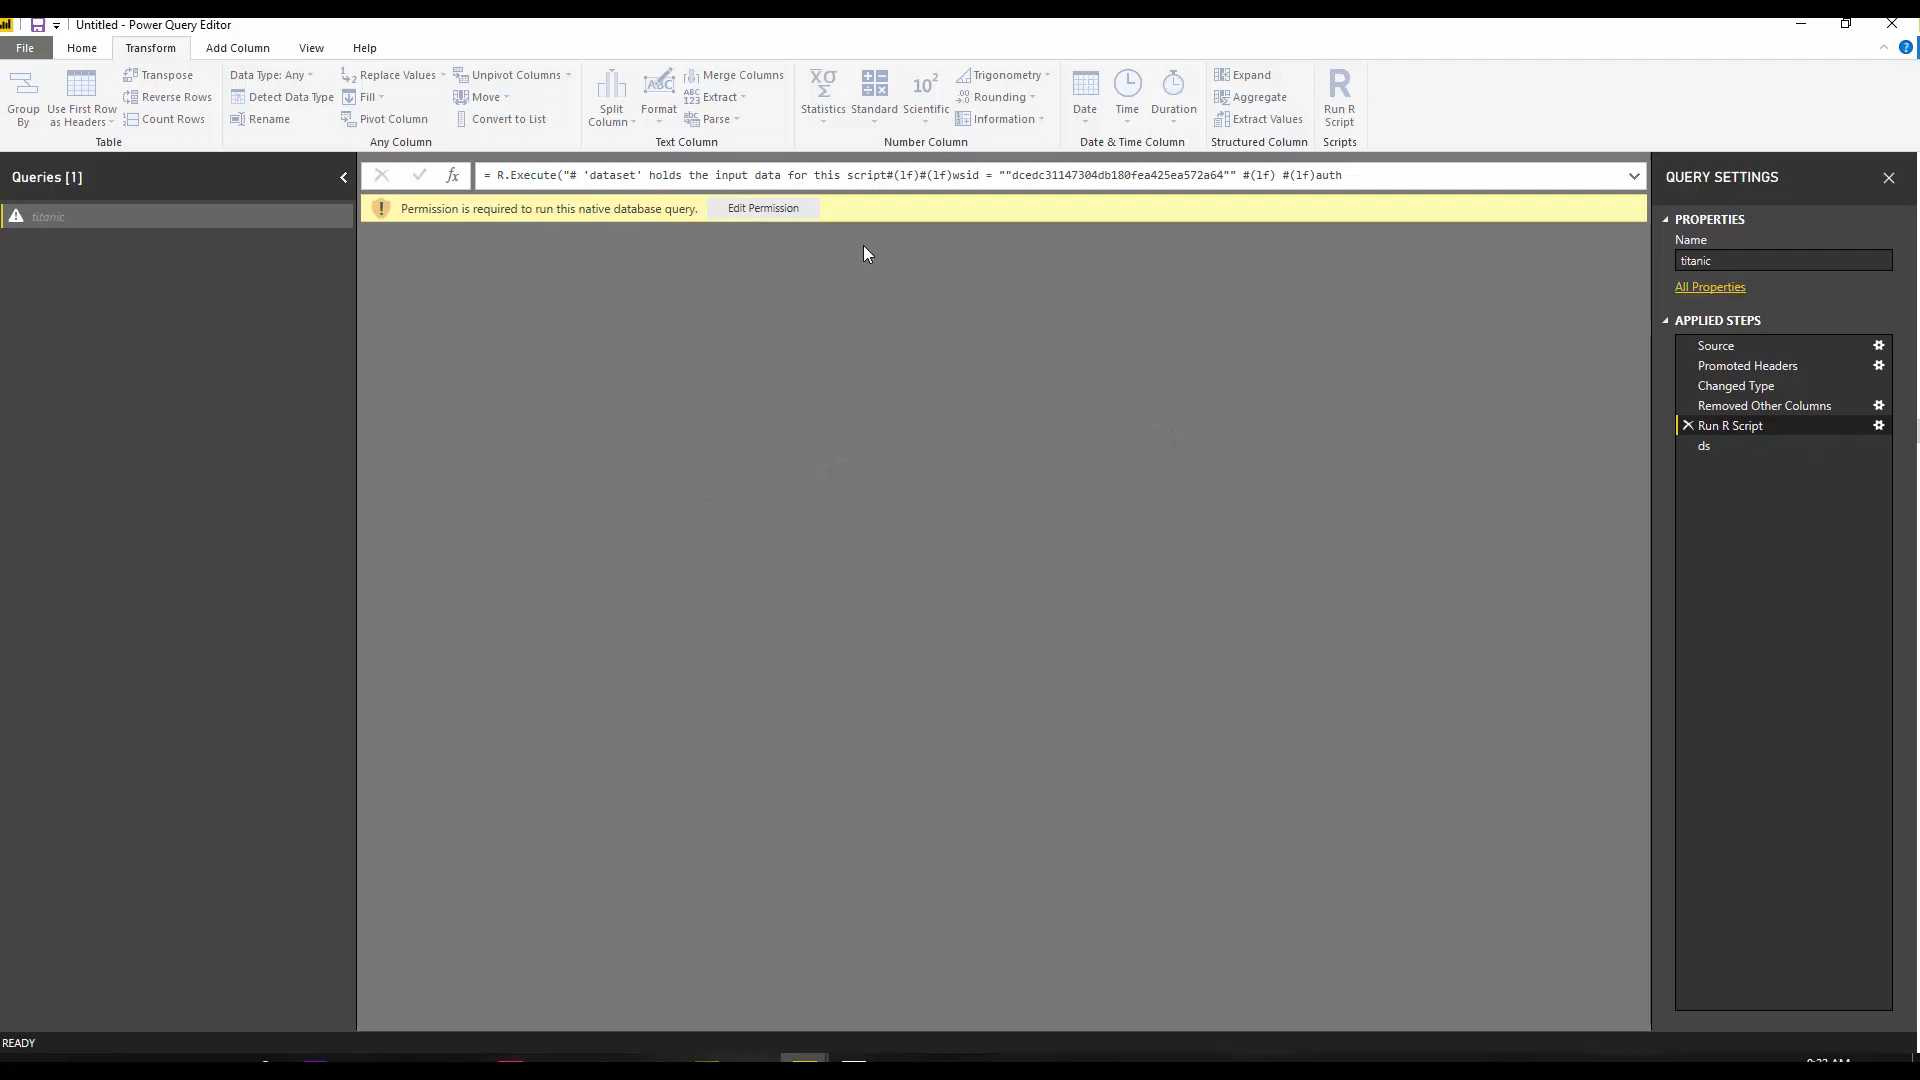 Untitled - Power Query Editor
File Home Transform Add Column View Help
Group By
Use First Row as Headers
Transpose
Reverse Rows
Count Rows
Table
Data Type: Any
Detect Data Type
Rename
Replace Values
Fill
Pivot Column
Unpivot Columns
Move
Convert to List
Any Column
Split Column
Format
Merge Columns
Extract
Parse
Text Column
Statistics
Standard
Scientific
Trigonometry
Rounding
Information
Number Column
Date
Time
Duration
Date & Time Column
Expand
Aggregate
Extract Values
Structured Column
Run R Script
Scripts
Queries [1]
titanic
= R.Execute("# 'dataset' holds the input data for this script#(lf)#(lf)wsid = ""dcedc31147304db180fea425ea572a64"" #(lf) #(lf)auth
Permission is required to run this native database query. Edit Permission
QUERY SETTINGS
PROPERTIES
Name
titanic
All Properties
APPLIED STEPS
Source
Promoted Headers
Changed Type
Removed Other Columns
Run R Script
ds
READY